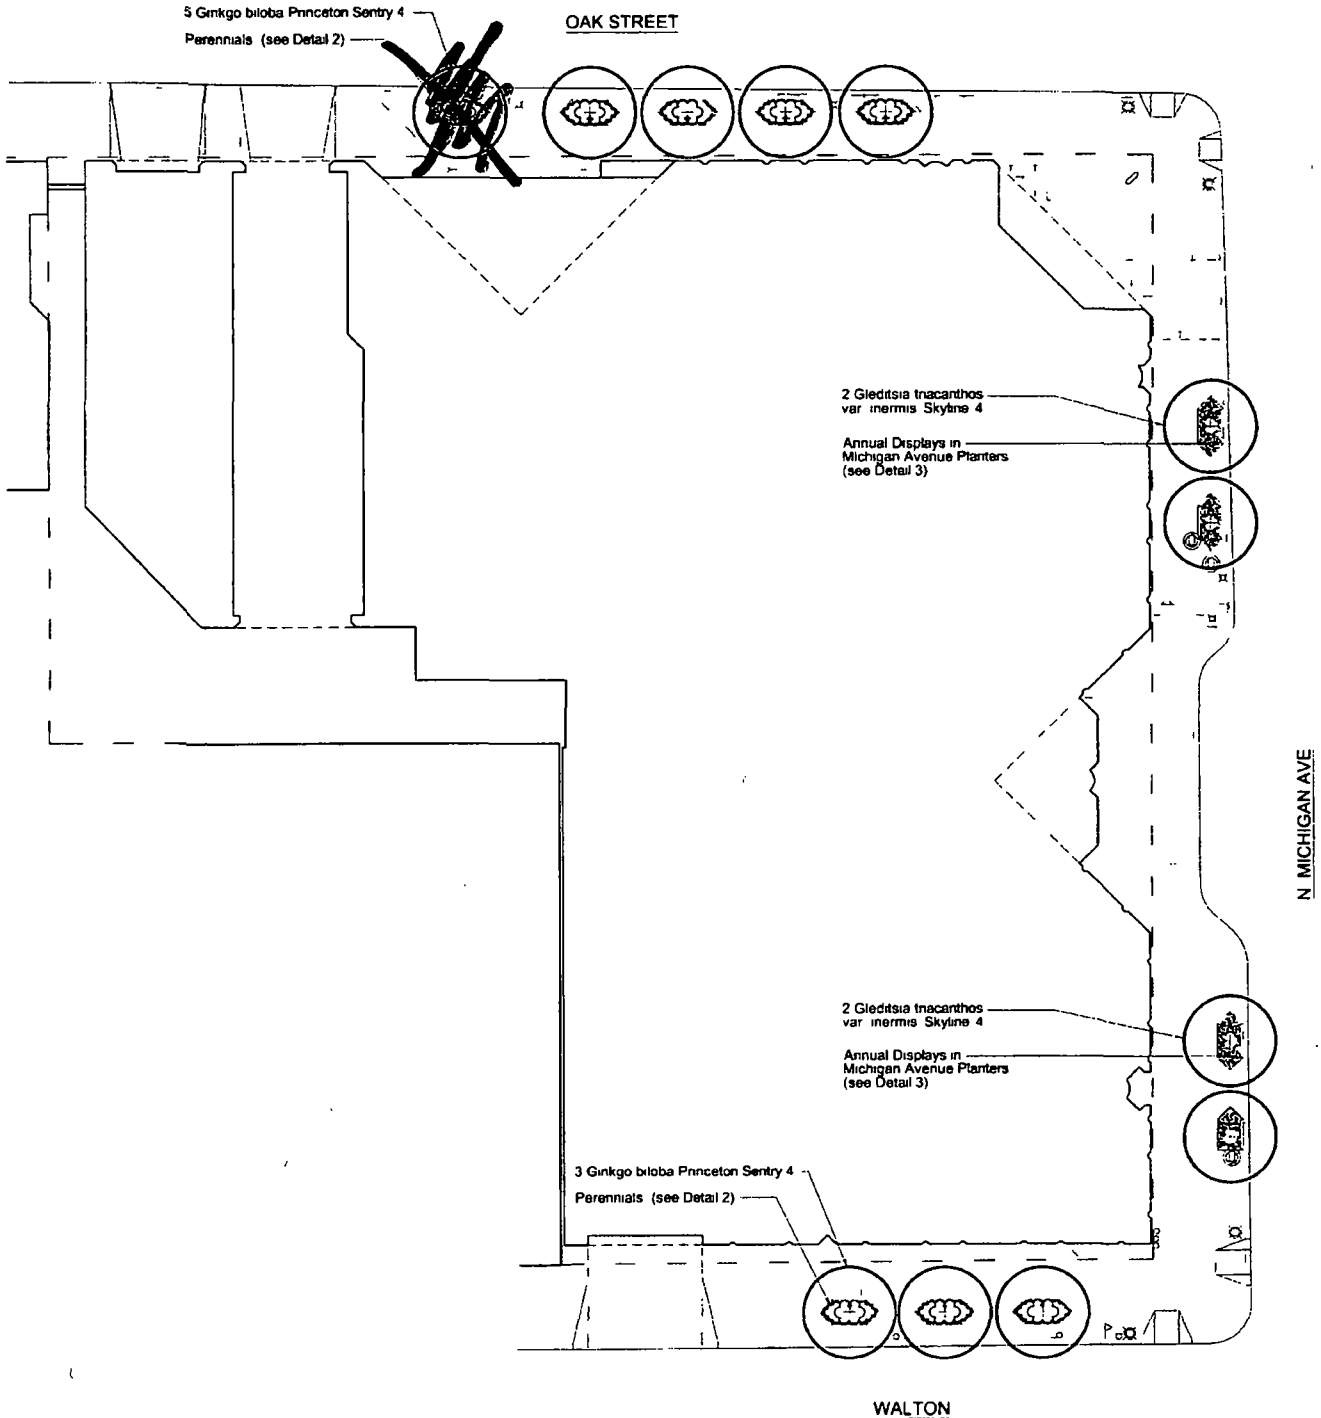 5 Ginkgo biloba Princeton Sentry 4
Perennials (see Detail 2)
OAK STREET
2 Gleditsia tnacanthos
var inermis Skyline 4
Annual Displays in
Michigan Avenue Planters
(see Detail 3)
N MICHIGAN AVE
2 Gleditsia tnacanthos
var inermis Skyline 4
Annual Displays in
Michigan Avenue Planters
(see Detail 3)
3 Ginkgo biloba Princeton Sentry 4
Perennials (see Detail 2)
WALTON